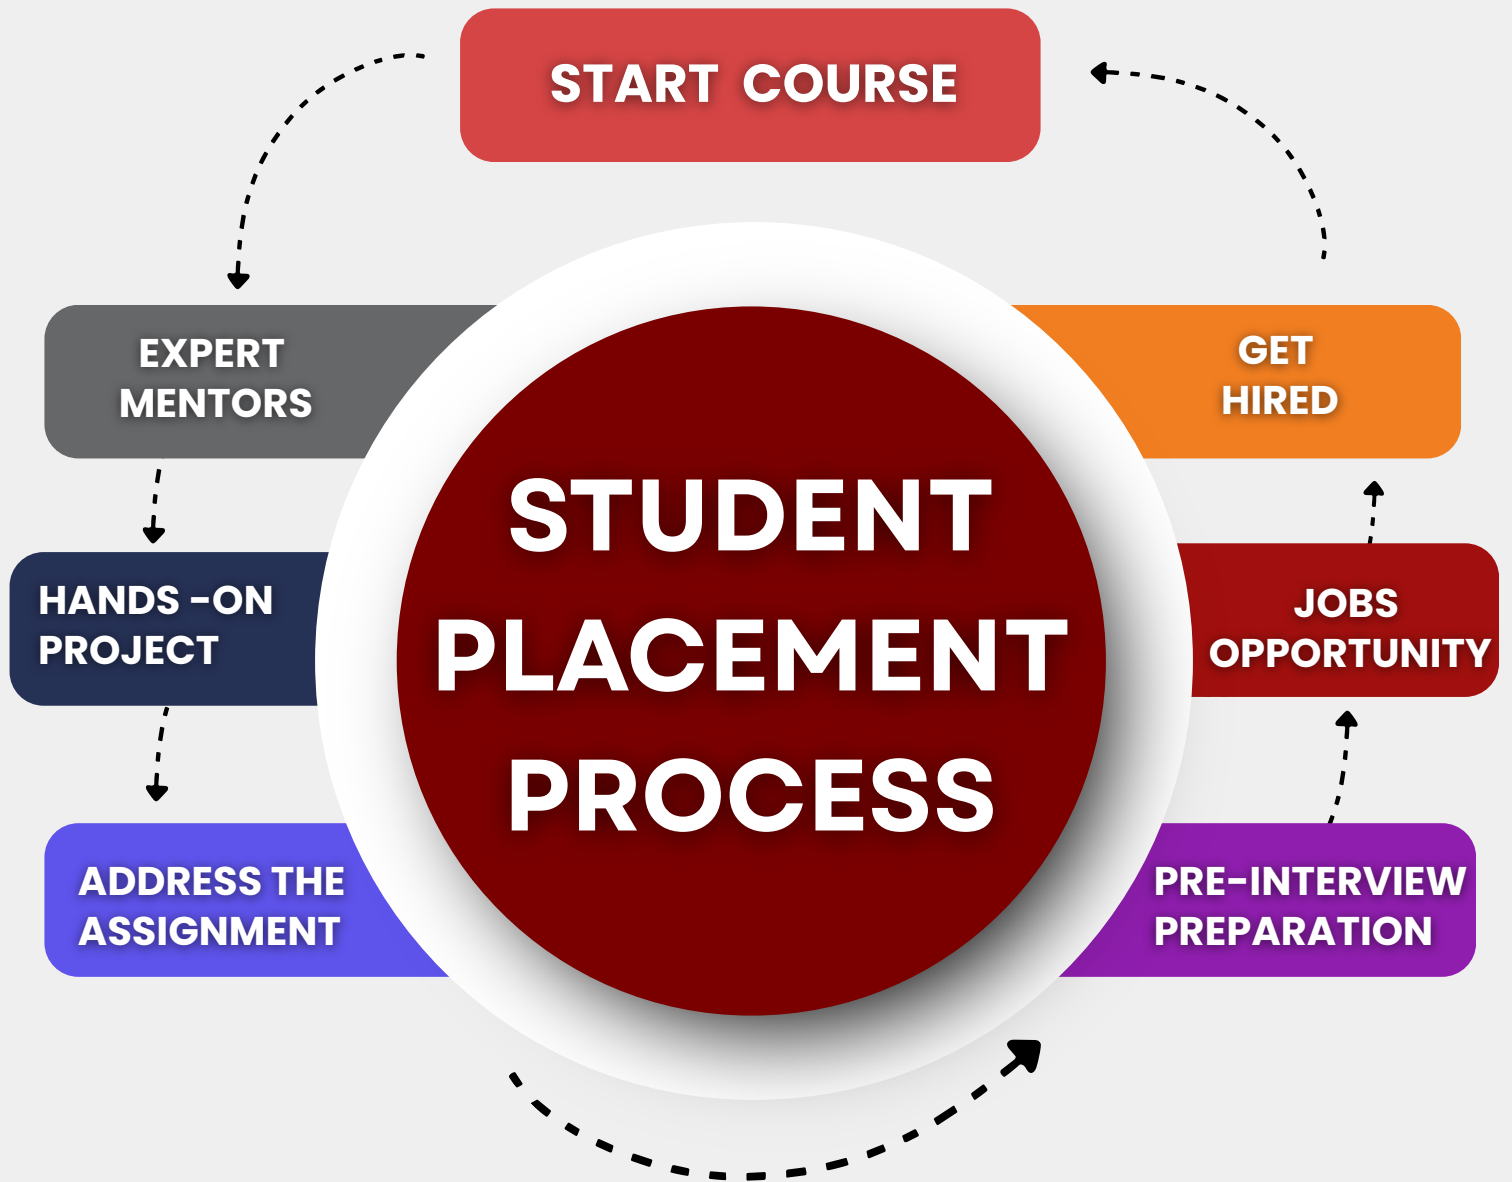 START COURSE
EXPERT
MENTORS
HANDS -ON
PROJECT
ADDRESS THE
ASSIGNMENT
STUDENT
PLACEMENT
PROCESS
GET
HIRED
JOBS
OPPORTUNITY
PRE-INTERVIEW
PREPARATION